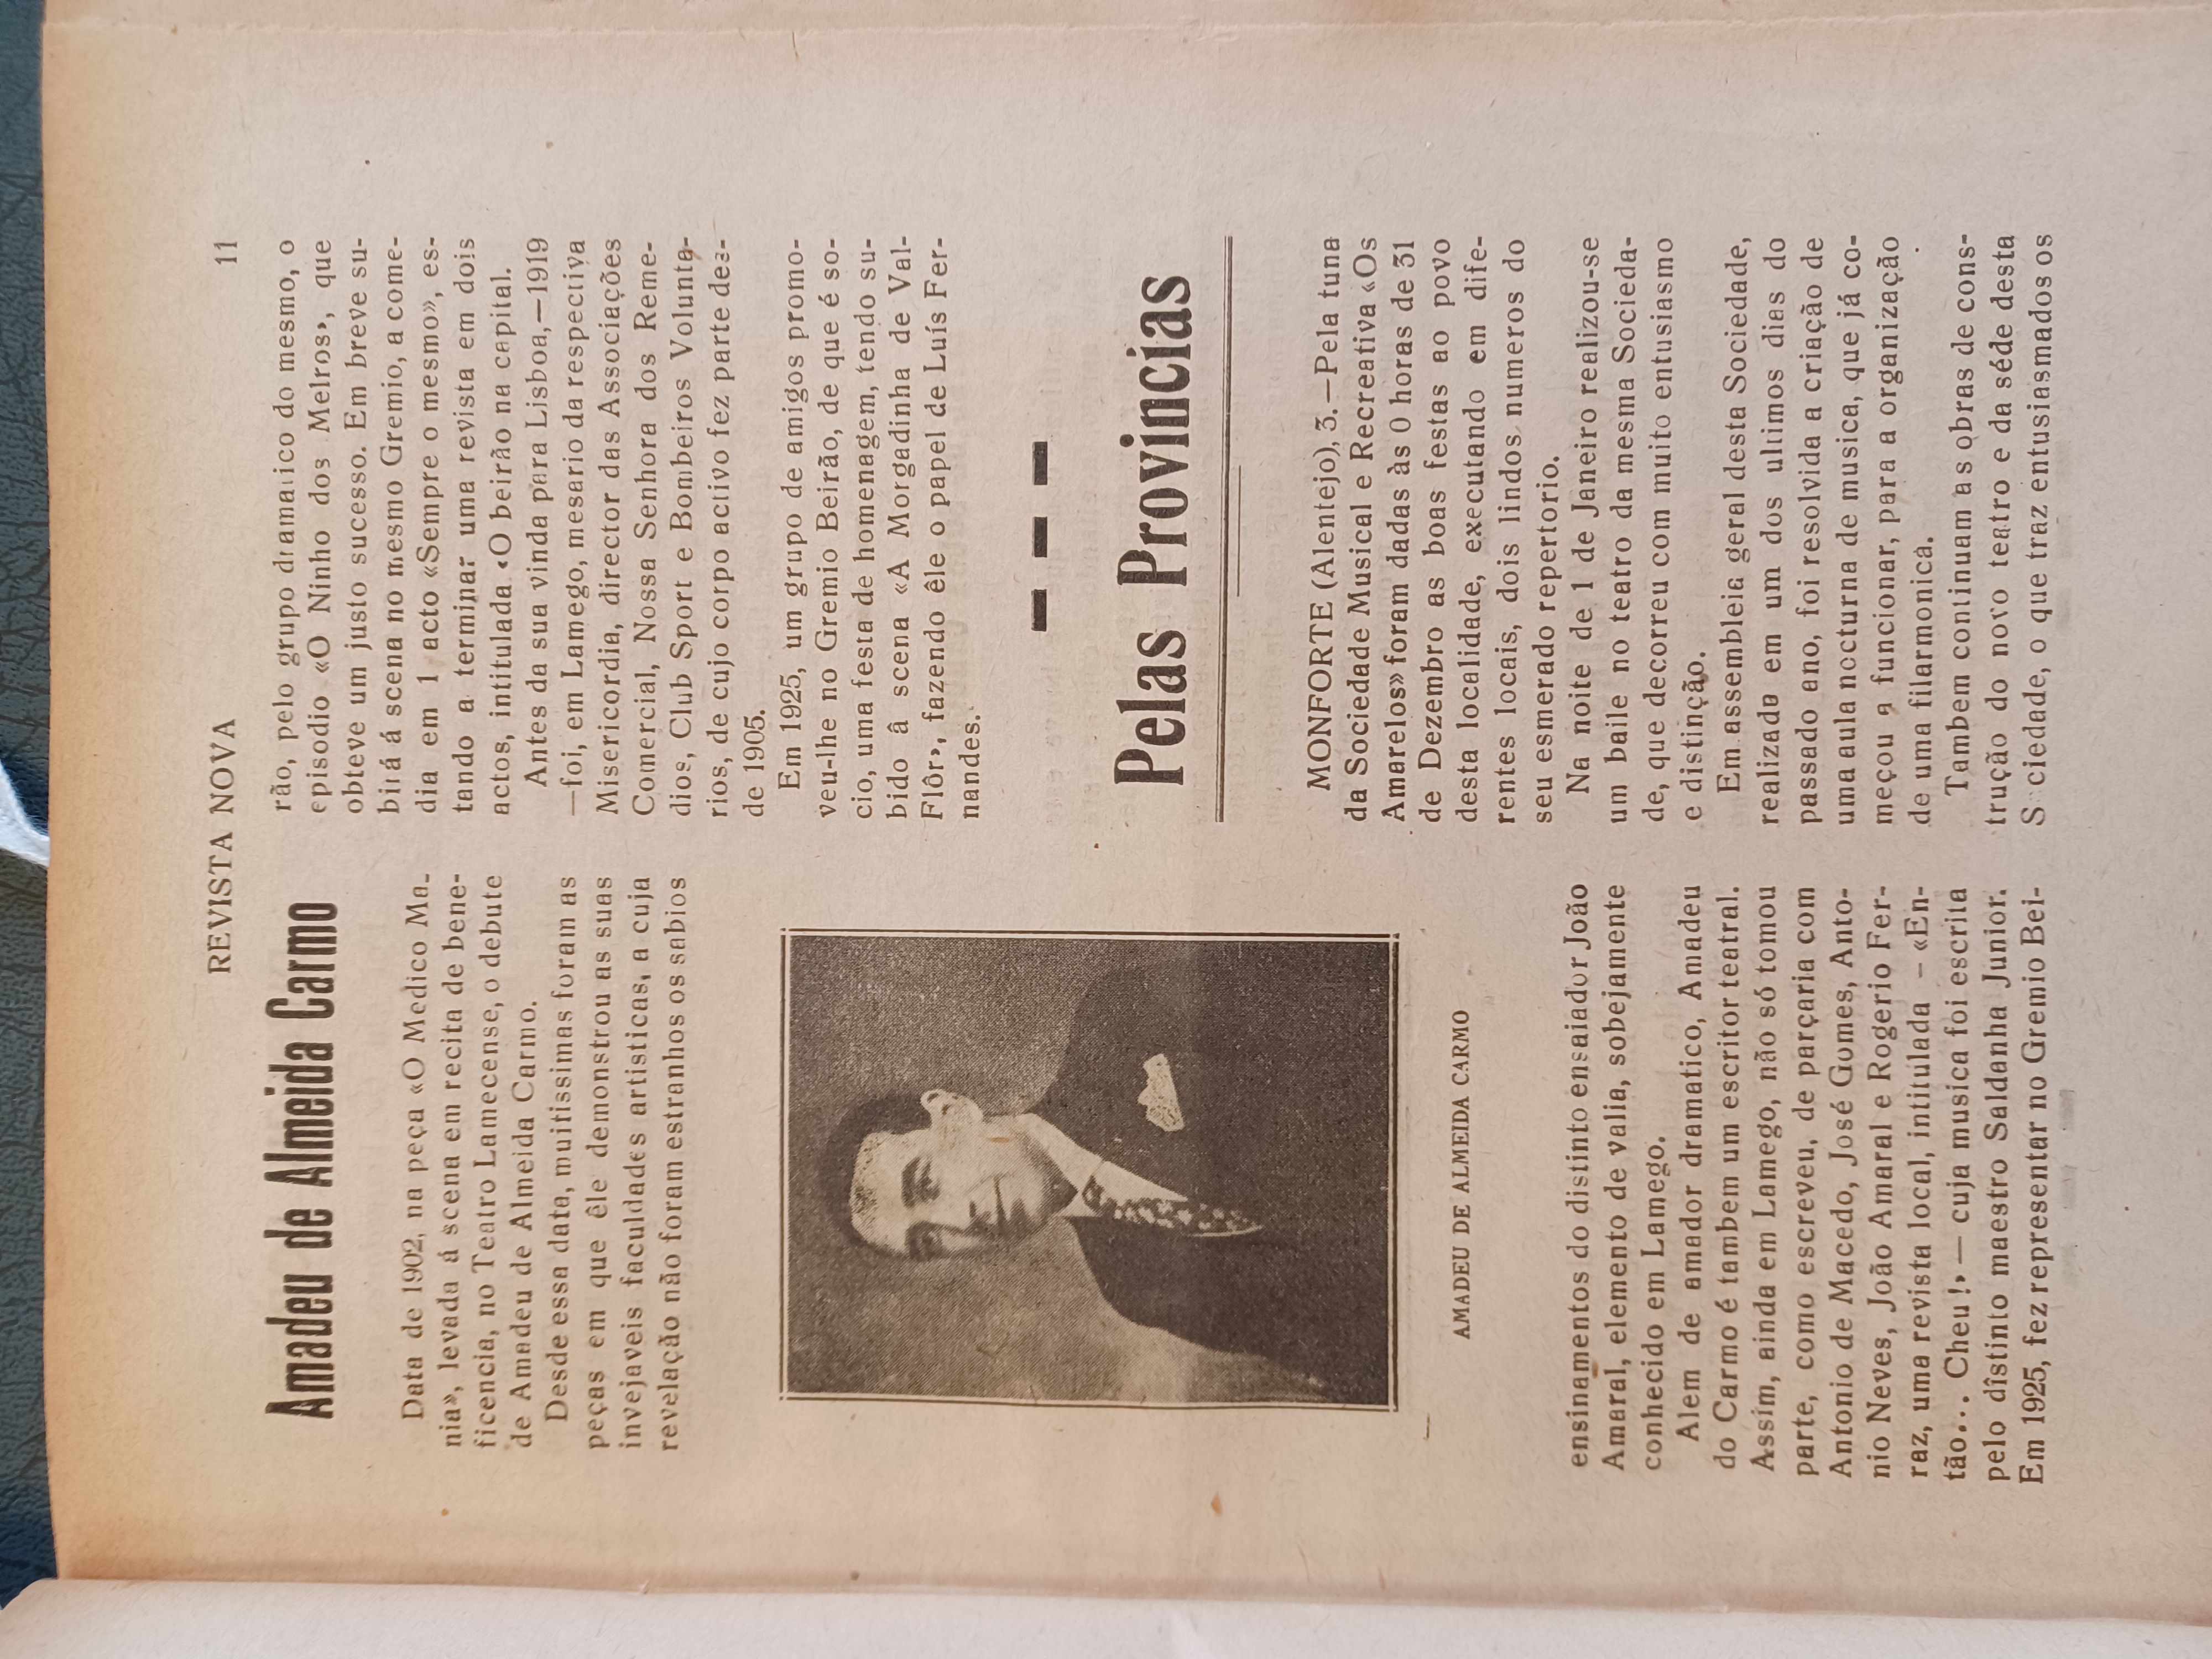 REVISTA NOVA 11
Amadeu de Almeida Carmo
Data de 1902, na peça «O Medico Ma-
nia», levada á scena em recita de bene-
ficencia, no Teatro Lamecense, o debute
de Amadeu de Almeida Carmo.
Desde essa data, muitissimas foram as
peças em que êle demonstrou as suas
invejaveis faculdades artisticas, a cuja
revelação não foram estranhos os sabios
AMADEU DE ALMEIDA CARMO
ensinamentos do distinto ensaiador João
Amaral, elemento de valia, sobejamente
conhecido em Lamego.
Alem de amador dramatico, Amadeu
do Carmo é tambem um escritor teatral.
Assim, ainda em Lamego, não só tomou
parte, como escreveu, de parçaria com
Antonio de Macedo, José Gomes, Anto-
nio Neves, João Amaral e Rogerio Fer-
raz, uma revista local, intitulada – «En-
tão... Cheu!» — cuja musica foi escrita
pelo distinto maestro Saldanha Junior.
Em 1925, fez representar no Gremio Bei-
rão, pelo grupo dramatico do mesmo, o
episodio «O Ninho dos Melros», que
obteve um justo sucesso. Em breve su-
birá á scena no mesmo Gremio, a come-
dia em 1 acto «Sempre o mesmo», es-
tando a terminar uma revista em dois
actos, intitulada «O beirão na capital.
Antes da sua vinda para Lisboa,—1919
—foi, em Lamego, mesario da respectiva
Misericordia, director das Associações
Comercial, Nossa Senhora dos Reme-
dios, Club Sport e Bombeiros Volunta-
rios, de cujo corpo activo fez parte des-
de 1905.
Em 1925, um grupo de amigos promo-
veu-lhe no Gremio Beirão, de que é so-
cio, uma festa de homenagem, tendo su-
bido â scena «A Morgadinha de Val-
Flôr», fazendo êle o papel de Luís Fer-
nandes.
Pelas Provincias
MONFORTE (Alentejo), 3.—Pela tuna
da Sociedade Musical e Recreativa «Os
Amarelos» foram dadas às 0 horas de 31
de Dezembro as boas festas ao povo
desta localidade, executando em dife-
rentes locais, dois lindos numeros do
seu esmerado repertorio.
Na noite de 1 de Janeiro realizou-se
um baile no teatro da mesma Socieda-
de, que decorreu com muito entusiasmo
e distinção.
Em assembleia geral desta Sociedade,
realizada em um dos ultimos dias do
passado ano, foi resolvida a criação de
uma aula nocturna de musica, que já co-
meçou a funcionar, para a organização
de uma filarmonica.
Tambem continuam as obras de cons-
trução do novo teatro e da séde desta
Sociedade, o que traz entusiasmados os